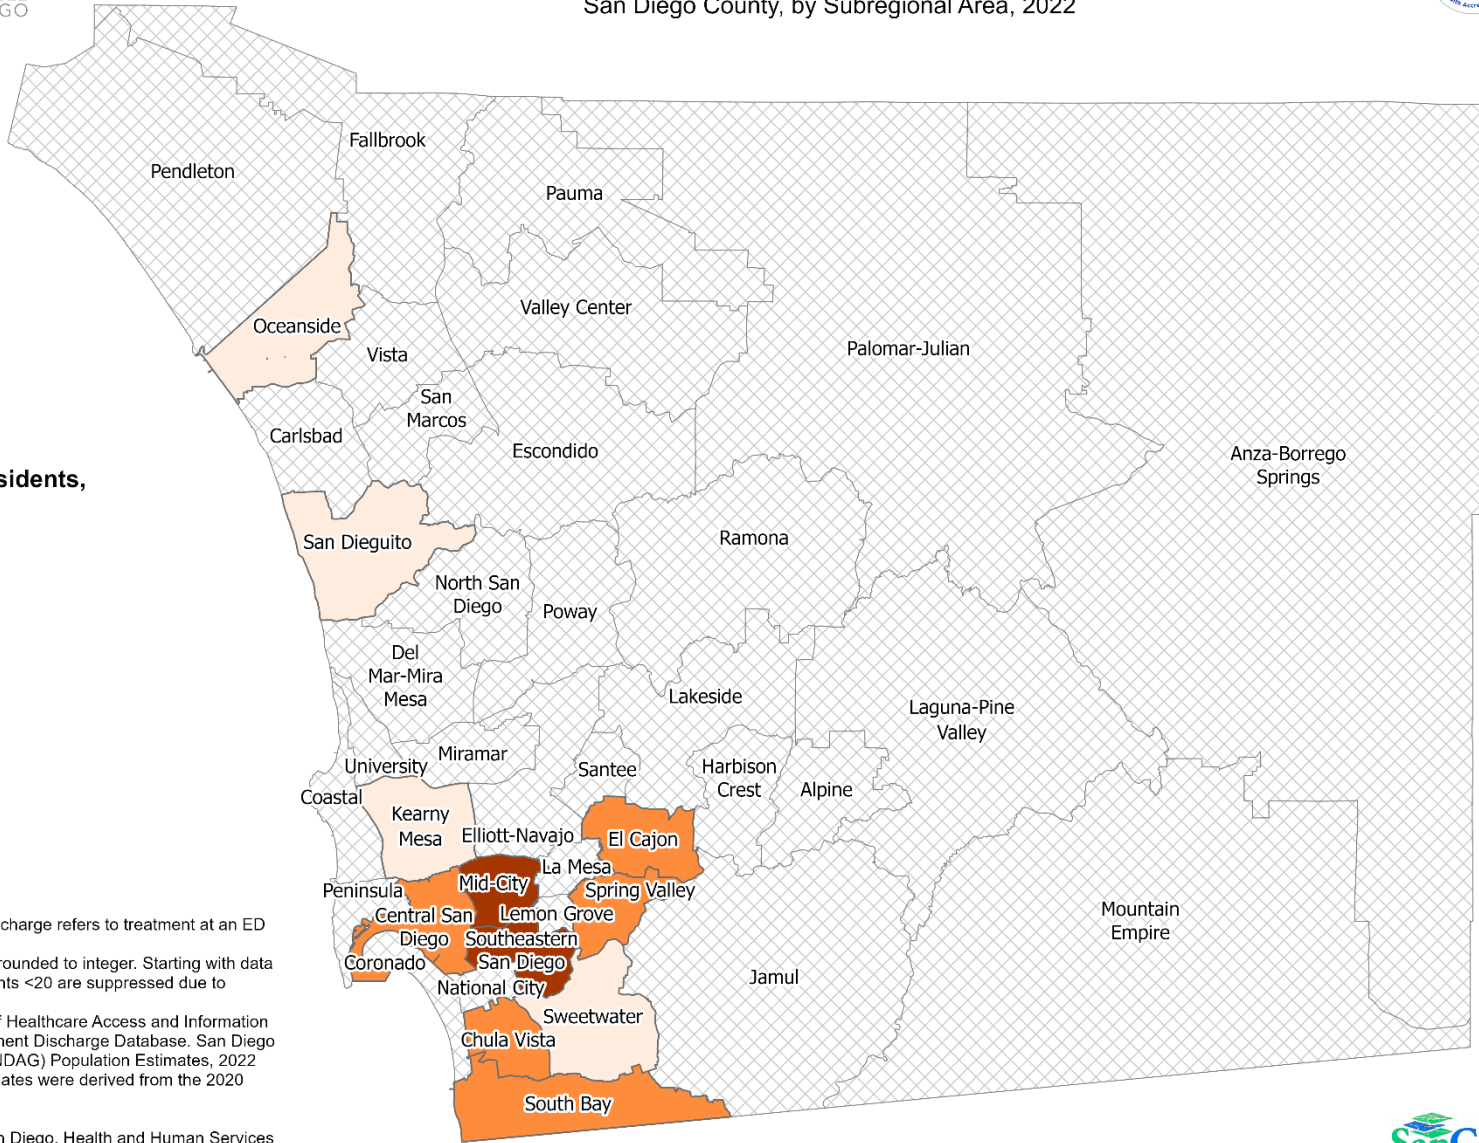 GO
San Diego County, by Subregional Area, 2022
Fallbrook
Pendleton
Pauma
Valley Center
Oceanside
Vista
Palomar-Julian
San
Marcos
Carlsbad
Escondido
Anza-Borrego
Springs
sidents,
Ramona
San Dieguito
North San
Diego
Poway
Del
Mar-Mira
Mesa
Lakeside
Laguna-Pine
Valley
Miramar
University
Santee
Harbison
Crest
Alpine
Coastal
Kearny
Mesa
Elliott-Navajo
El Cajon
La Mesa
Mid-City
Peninsula
Spring Valley
Central San
Diego
Lemon Grove
Mountain
Empire
Southeastern
San Diego
Coronado
Jamul
National City
Sweetwater
Chula Vista
South Bay
charge refers to treatment at an ED
rounded to integer. Starting with data
nts <20 are suppressed due to
f Healthcare Access and Information
nent Discharge Database. San Diego
NDAG) Population Estimates, 2022
ates were derived from the 2020
n Diego, Health and Human Services